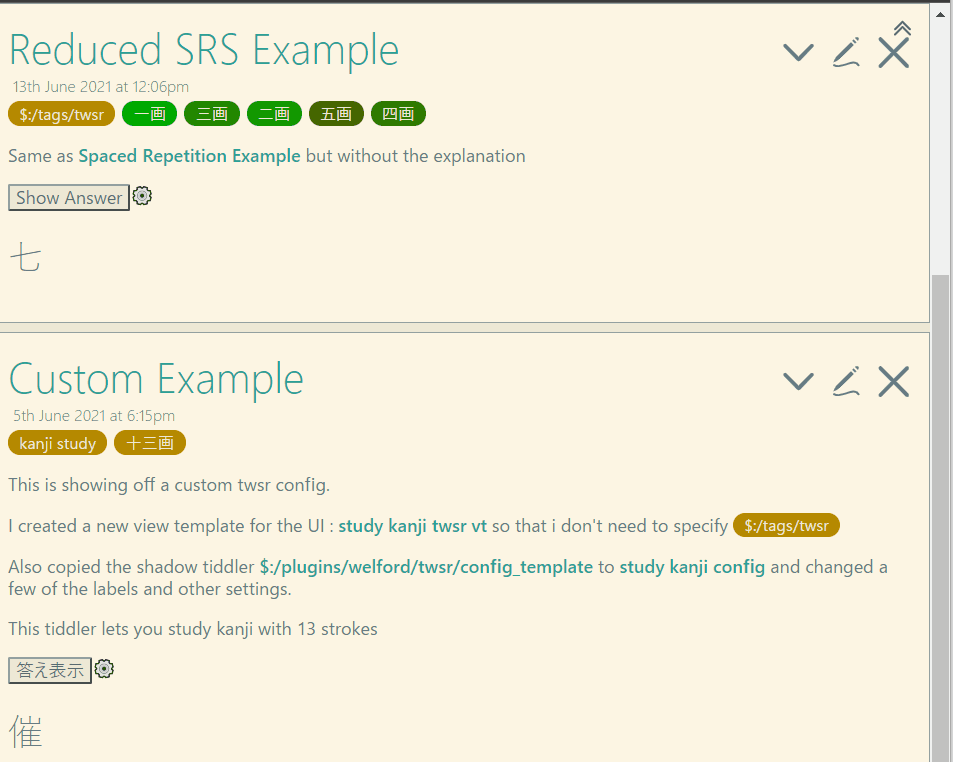 Reduced SRS Example
13th June 2021 at 12:06pm
$:/tags/twsr 一画 三画 二画 五画 四画
Same as Spaced Repetition Example but without the explanation
Show Answer
七
Custom Example
5th June 2021 at 6:15pm
kanji study 十三画
This is showing off a custom twsr config.
I created a new view template for the UI : study kanji twsr vt so that i don't need to specify $:/tags/twsr
Also copied the shadow tiddler $:/plugins/welford/twsr/config_template to study kanji config and changed a
few of the labels and other settings.
This tiddler lets you study kanji with 13 strokes
答え表示
催